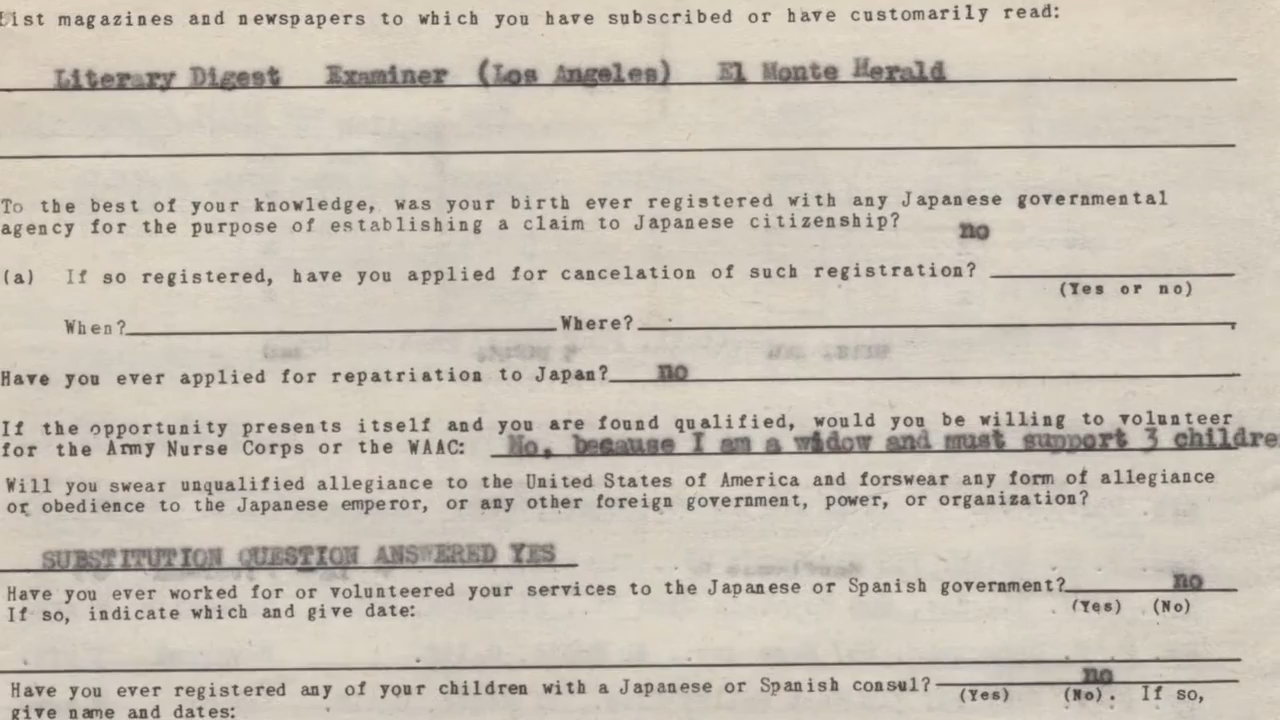 List magazines and newspapers to which you have subscribed or have customarily read:
Literary Digest Examiner (Los Angeles) El Monte Herald
To the best of your knowledge, was your birth ever registered with any Japanese governmental
agency for the purpose of establishing a claim to Japanese citizenship? no
(a) If so registered, have you applied for cancelation of such registration?
(Yes or no)
When? Where?
Have you ever applied for repatriation to Japan? no
If the opportunity presents itself and you are found qualified, would you be willing to volunteer
for the Army Nurse Corps or the WAAC: No, because I am a widow and must support 3 childre
Will you swear unqualified allegiance to the United States of America and forswear any form of allegiance
or obedience to the Japanese emperor, or any other foreign government, power, or organization?
SUBSTITUTION QUESTION ANSWERED YES
Have you ever worked for or volunteered your services to the Japanese or Spanish government? no
If so, indicate which and give date: (Yes) (No)
Have you ever registered any of your children with a Japanese or Spanish consul? no
(Yes) (No). If so,
give name and dates: